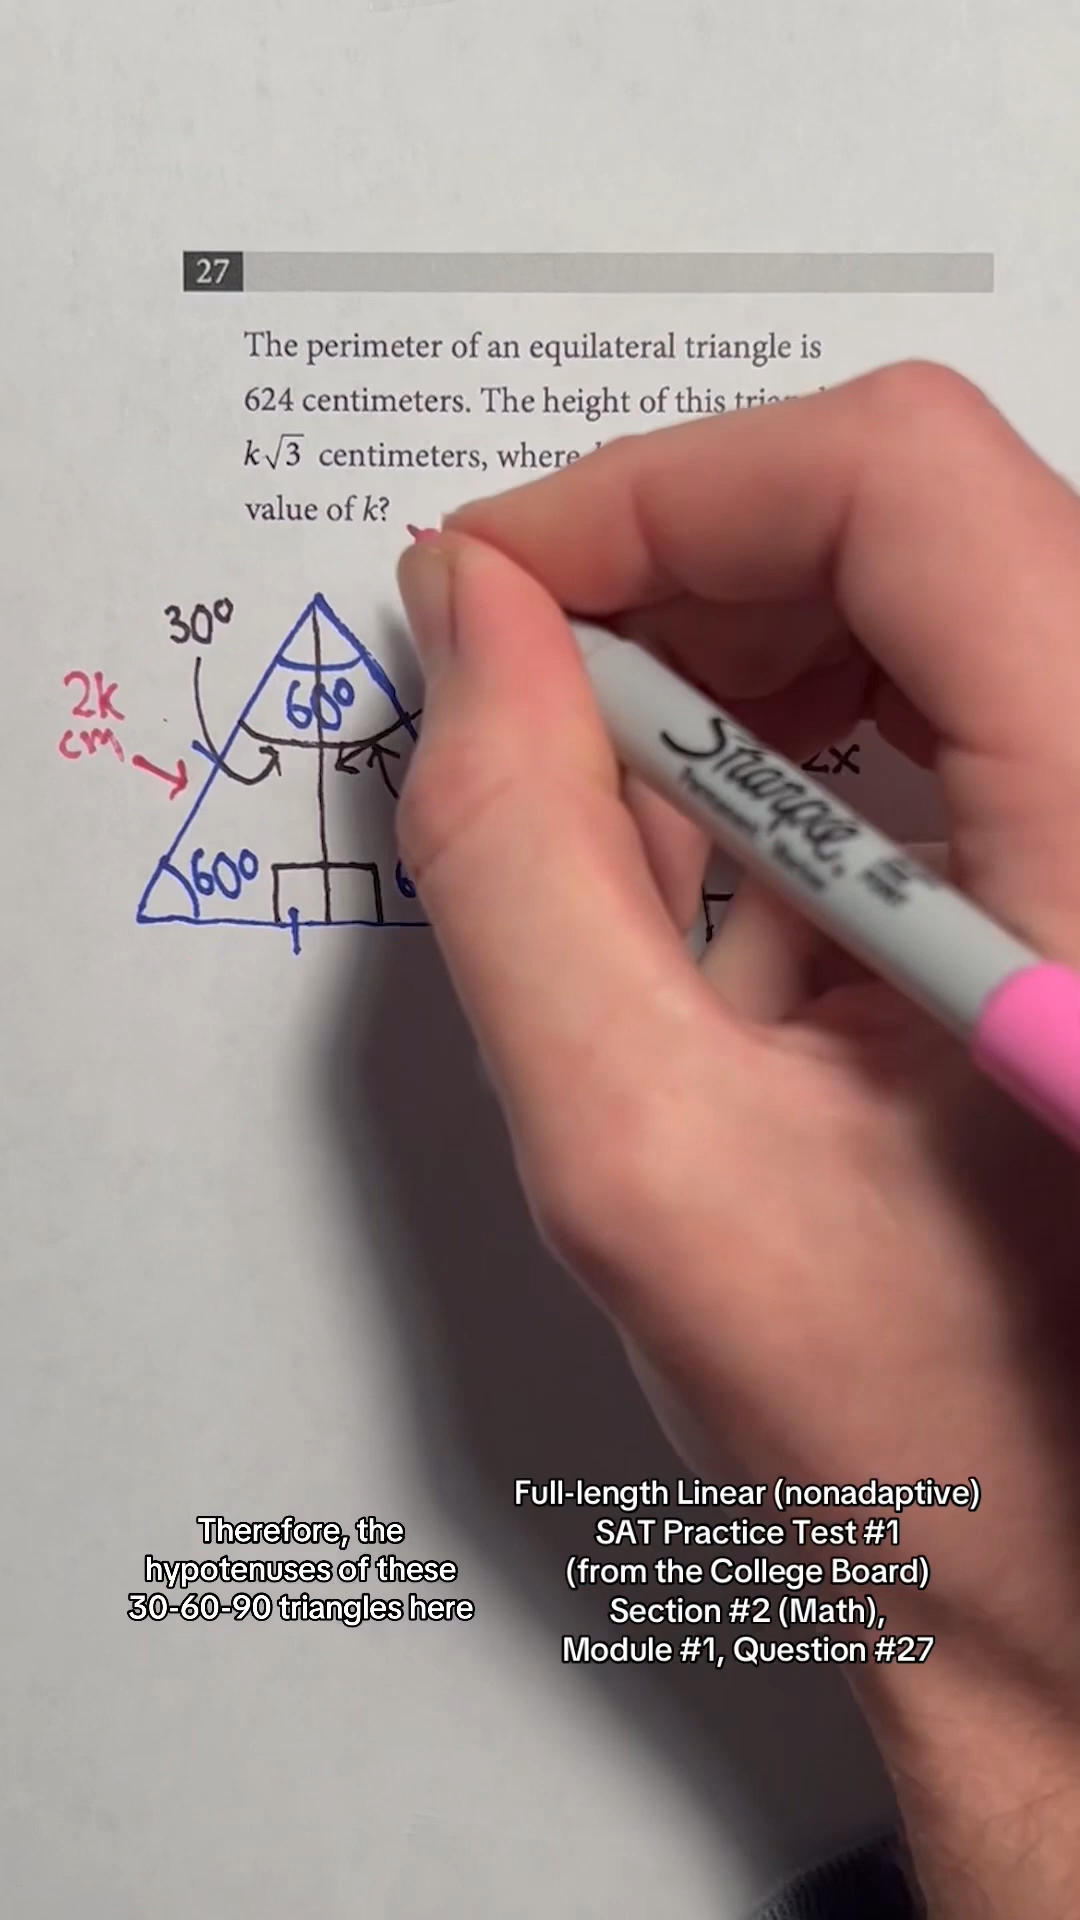 27
The perimeter of an equilateral triangle is
624 centimeters. The height of this
k√3 centimeters, where
value of k?
30°
2k
cm
60°
60°
2x
Sharpie.
Therefore, the
hypotenuses of these
30-60-90 triangles here
Full-length Linear (nonadaptive)
SAT Practice Test #1
(from the College Board)
Section #2 (Math),
Module #1, Question #27